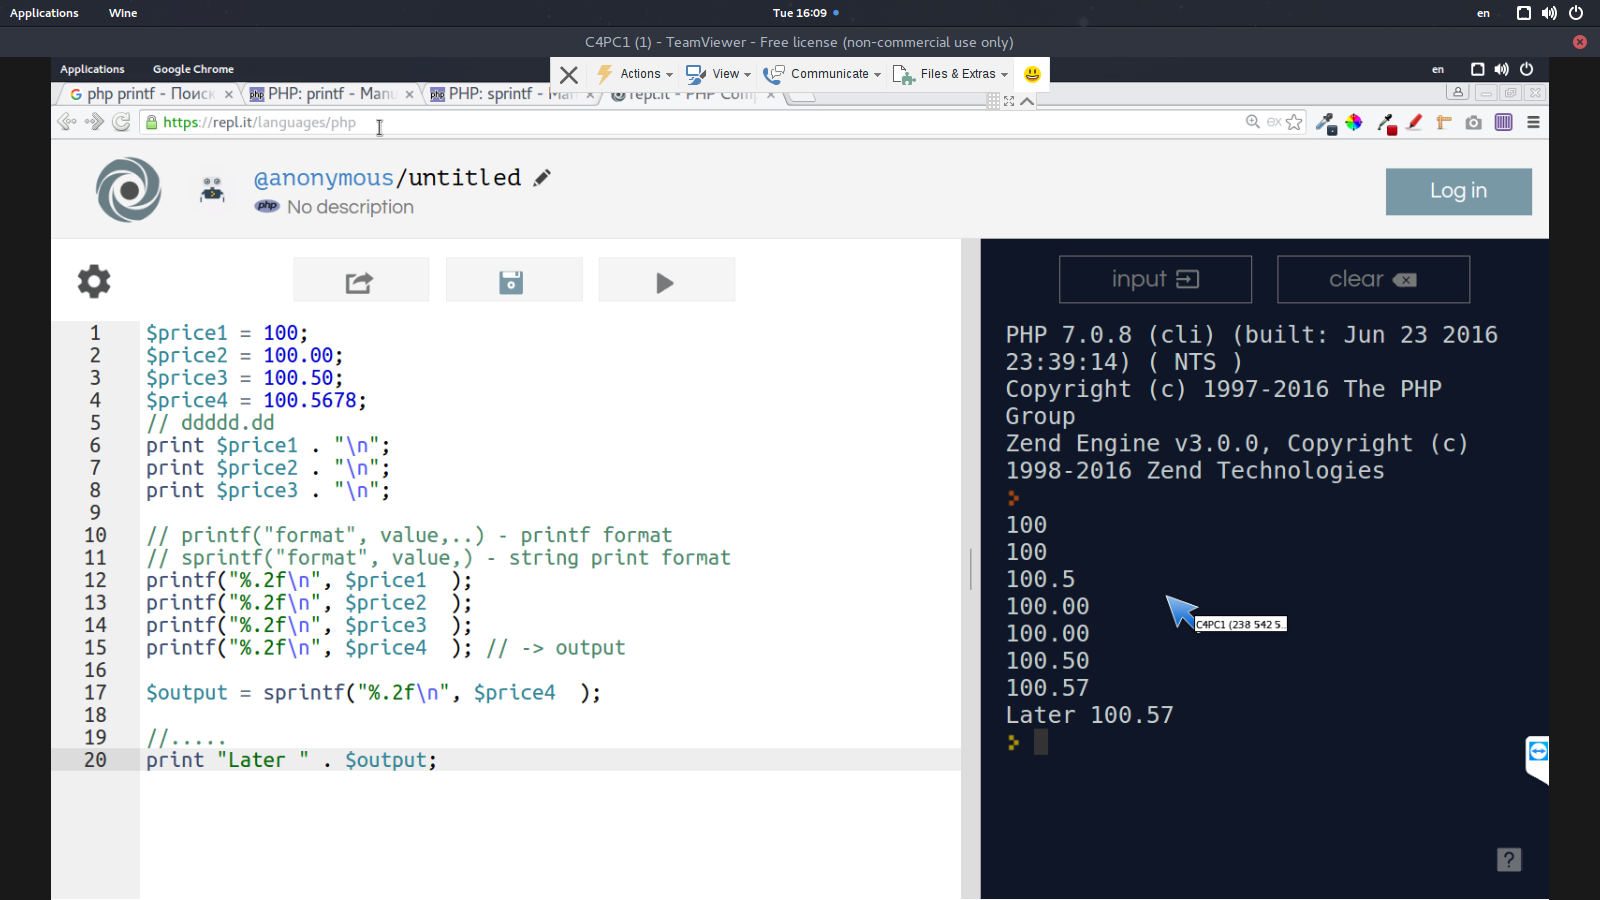 Applications Wine Tue 16:09 en
C4PC1 (1) - TeamViewer - Free license (non-commercial use only)
Applications Google Chrome en
Actions View Communicate Files & Extras
php printf - Поиск PHP: printf - Manu PHP: sprintf - repl.it - PHP Com
https://repl.it/languages/php
@anonymous/untitled
php No description
Log in
input clear
1 $price1 = 100;
2 $price2 = 100.00;
3 $price3 = 100.50;
4 $price4 = 100.5678;
5 // ddddd.dd
6 print $price1 . "\n";
7 print $price2 . "\n";
8 print $price3 . "\n";
9
10 // printf("format", value,..) - printf format
11 // sprintf("format", value,) - string print format
12 printf("%.2f\n", $price1  );
13 printf("%.2f\n", $price2  );
14 printf("%.2f\n", $price3  );
15 printf("%.2f\n", $price4  ); // -> output
16
17 $output = sprintf("%.2f\n", $price4  );
18
19 //.....
20 print "Later " . $output;
PHP 7.0.8 (cli) (built: Jun 23 2016
23:39:14) ( NTS )
Copyright (c) 1997-2016 The PHP
Group
Zend Engine v3.0.0, Copyright (c)
1998-2016 Zend Technologies
100
100
100.5
100.00
100.00
100.50
100.57
Later 100.57
C4PC1 (238 542 5..
?